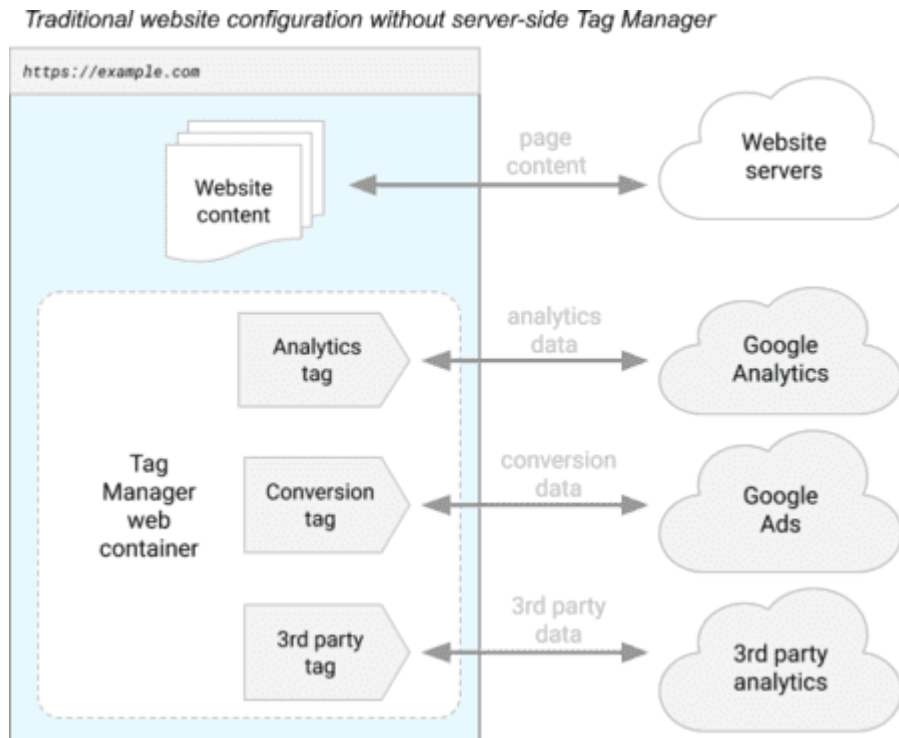 Traditional website configuration without server-side Tag Manager
https://example.com
Website
content
page
content
Website
servers
Tag
Manager
web
container
Analytics
tag
analytics
data
Google
Analytics
Conversion
tag
conversion
data
Google
Ads
3rd party
tag
3rd party
data
3rd party
analytics